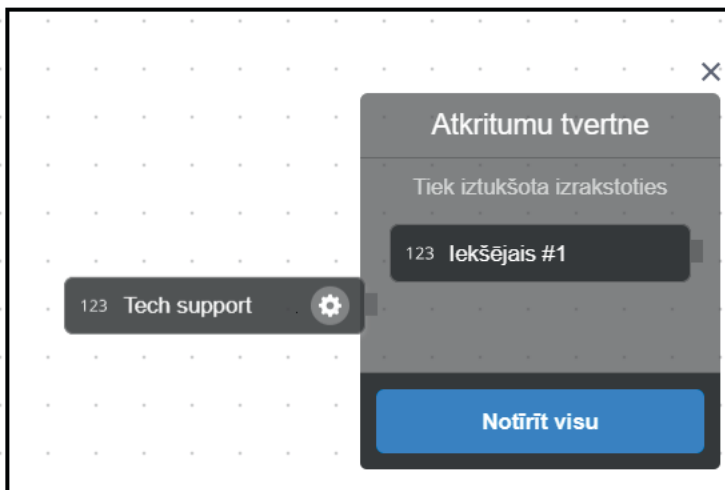 Atkritumu tvertne
Tiek iztukšota izrakstoties
123 Iekšējais #1
123 Tech support
Notīrīt visu